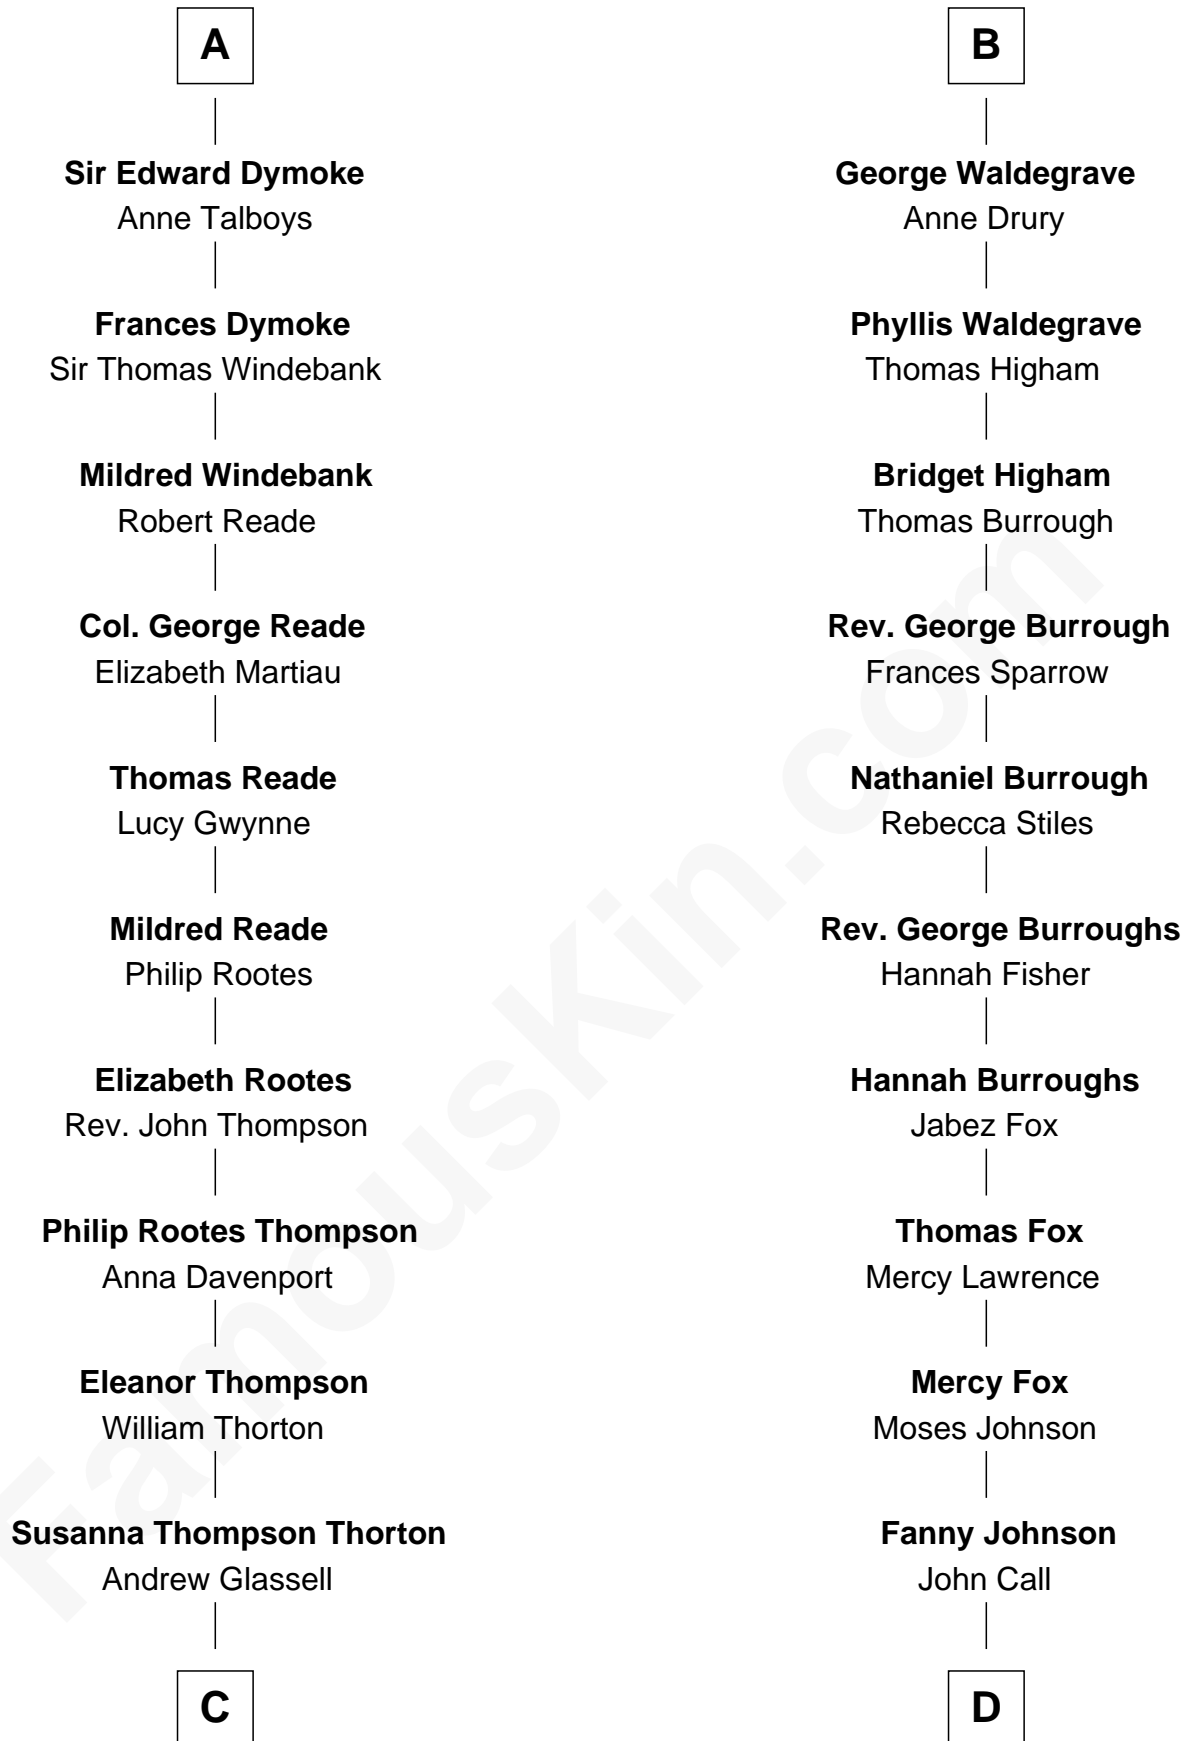 A
Sir Edward Dymoke
Anne Talboys
Frances Dymoke
Sir Thomas Windebank
Mildred Windebank
Robert Reade
Col. George Reade
Elizabeth Martiau
Thomas Reade
Lucy Gwynne
Mildred Reade
Philip Rootes
Elizabeth Rootes
Rev. John Thompson
Philip Rootes Thompson
Anna Davenport
Eleanor Thompson
William Thorton
Susanna Thompson Thorton
Andrew Glassell
C
B
George Waldegrave
Anne Drury
Phyllis Waldegrave
Thomas Higham
Bridget Higham
Thomas Burrough
Rev. George Burrough
Frances Sparrow
Nathaniel Burrough
Rebecca Stiles
Rev. George Burroughs
Hannah Fisher
Hannah Burroughs
Jabez Fox
Thomas Fox
Mercy Lawrence
Mercy Fox
Moses Johnson
Fanny Johnson
John Call
D
FamousKin.com